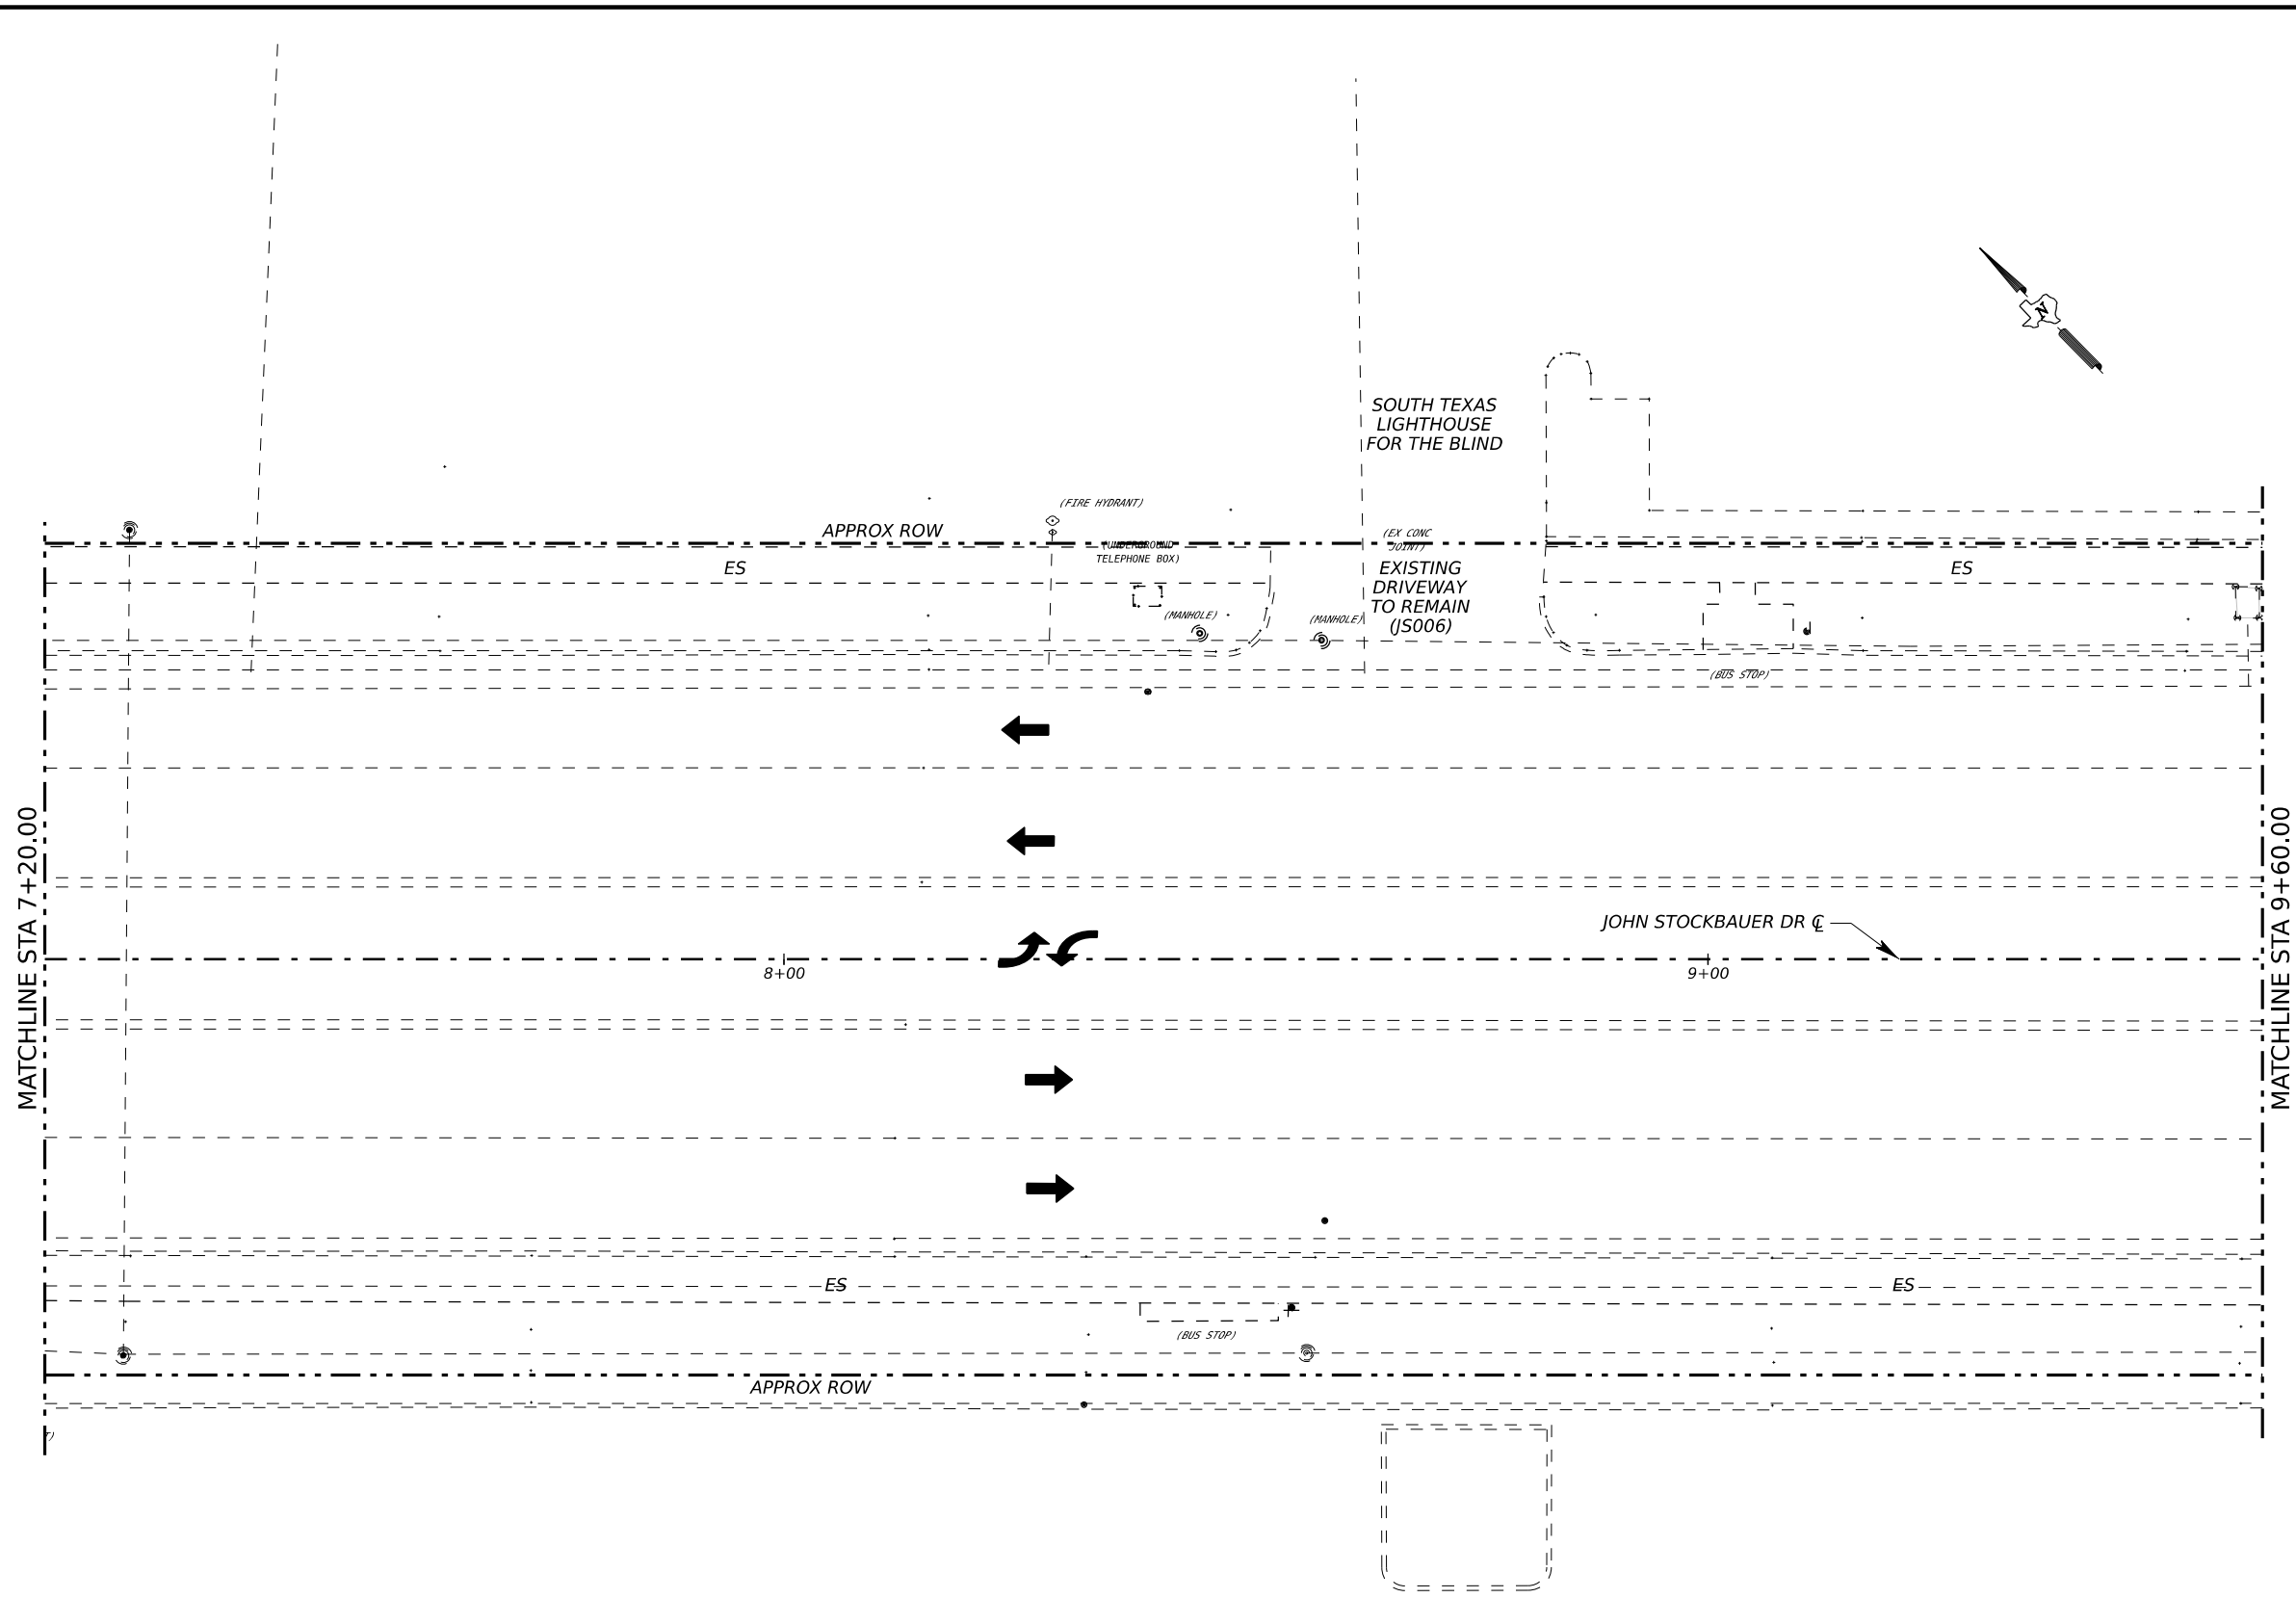 N
SOUTH TEXAS
LIGHTHOUSE
FOR THE BLIND
(FIRE HYDRANT)
APPROX ROW
(UNDERGROUND
TELEPHONE BOX)
(EX CONC
JOINT)
ES
EXISTING
DRIVEWAY
TO REMAIN
(JS006)
ES
(MANHOLE)
(MANHOLE)
(BUS STOP)
MATCHLINE STA 7+20.00
MATCHLINE STA 9+60.00
JOHN STOCKBAUER DR ℄
8+00
9+00
ES
ES
(BUS STOP)
APPROX ROW
T)